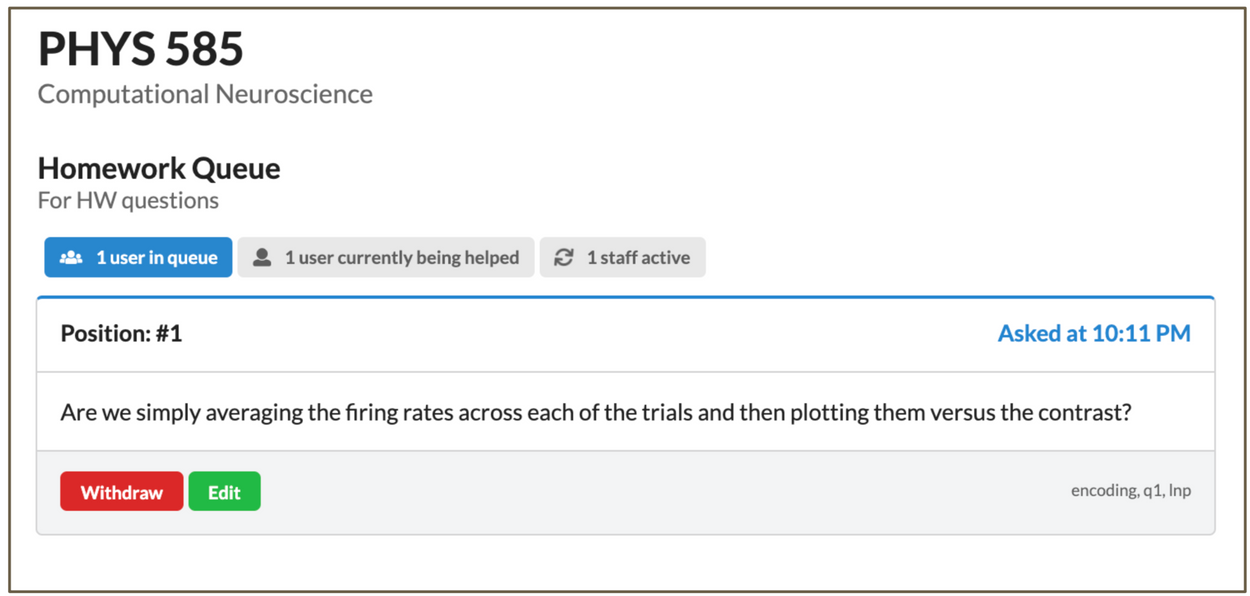 PHYS 585
Computational Neuroscience
Homework Queue
For HW questions
1 user in queue
1 user currently being helped
1 staff active
Position: #1
Asked at 10:11 PM
Are we simply averaging the firing rates across each of the trials and then plotting them versus the contrast?
Withdraw
Edit
encoding, q1, lnp